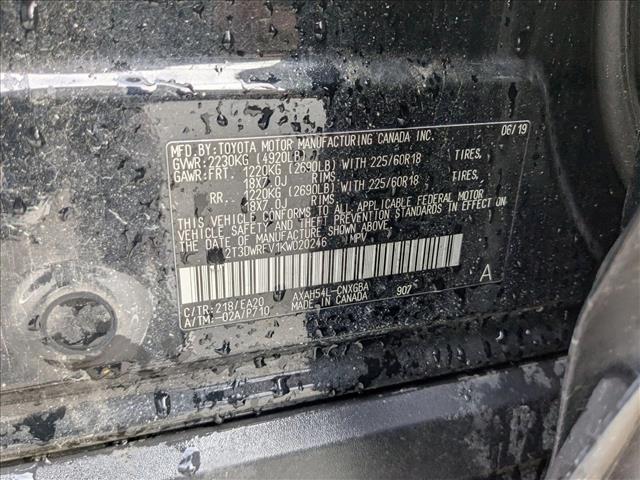 MFD.BY:TOYOTA MOTOR MANUFACTURING CANADA INC. 06/19
GVWR:2230KG (4920LB)
GAWR:FRT. 1220KG (2690LB) WITH 225/60R18 TIRES,
18X7.0J RIMS
RR. 1220KG (2690LB) WITH 225/60R18 TIRES,
18X7.0J RIMS
THIS VEHICLE CONFORMS TO ALL APPLICABLE FEDERAL MOTOR
VEHICLE SAFETY AND THEFT PREVENTION STANDARDS IN EFFECT ON
THE DATE OF MANUFACTURE SHOWN ABOVE.
2T3DWRFV1KW020246 MPV
A
C/TR:218/EA20 AXAH54L-CNXGBA
A/TM:-02A/P710 MADE IN CANADA 907